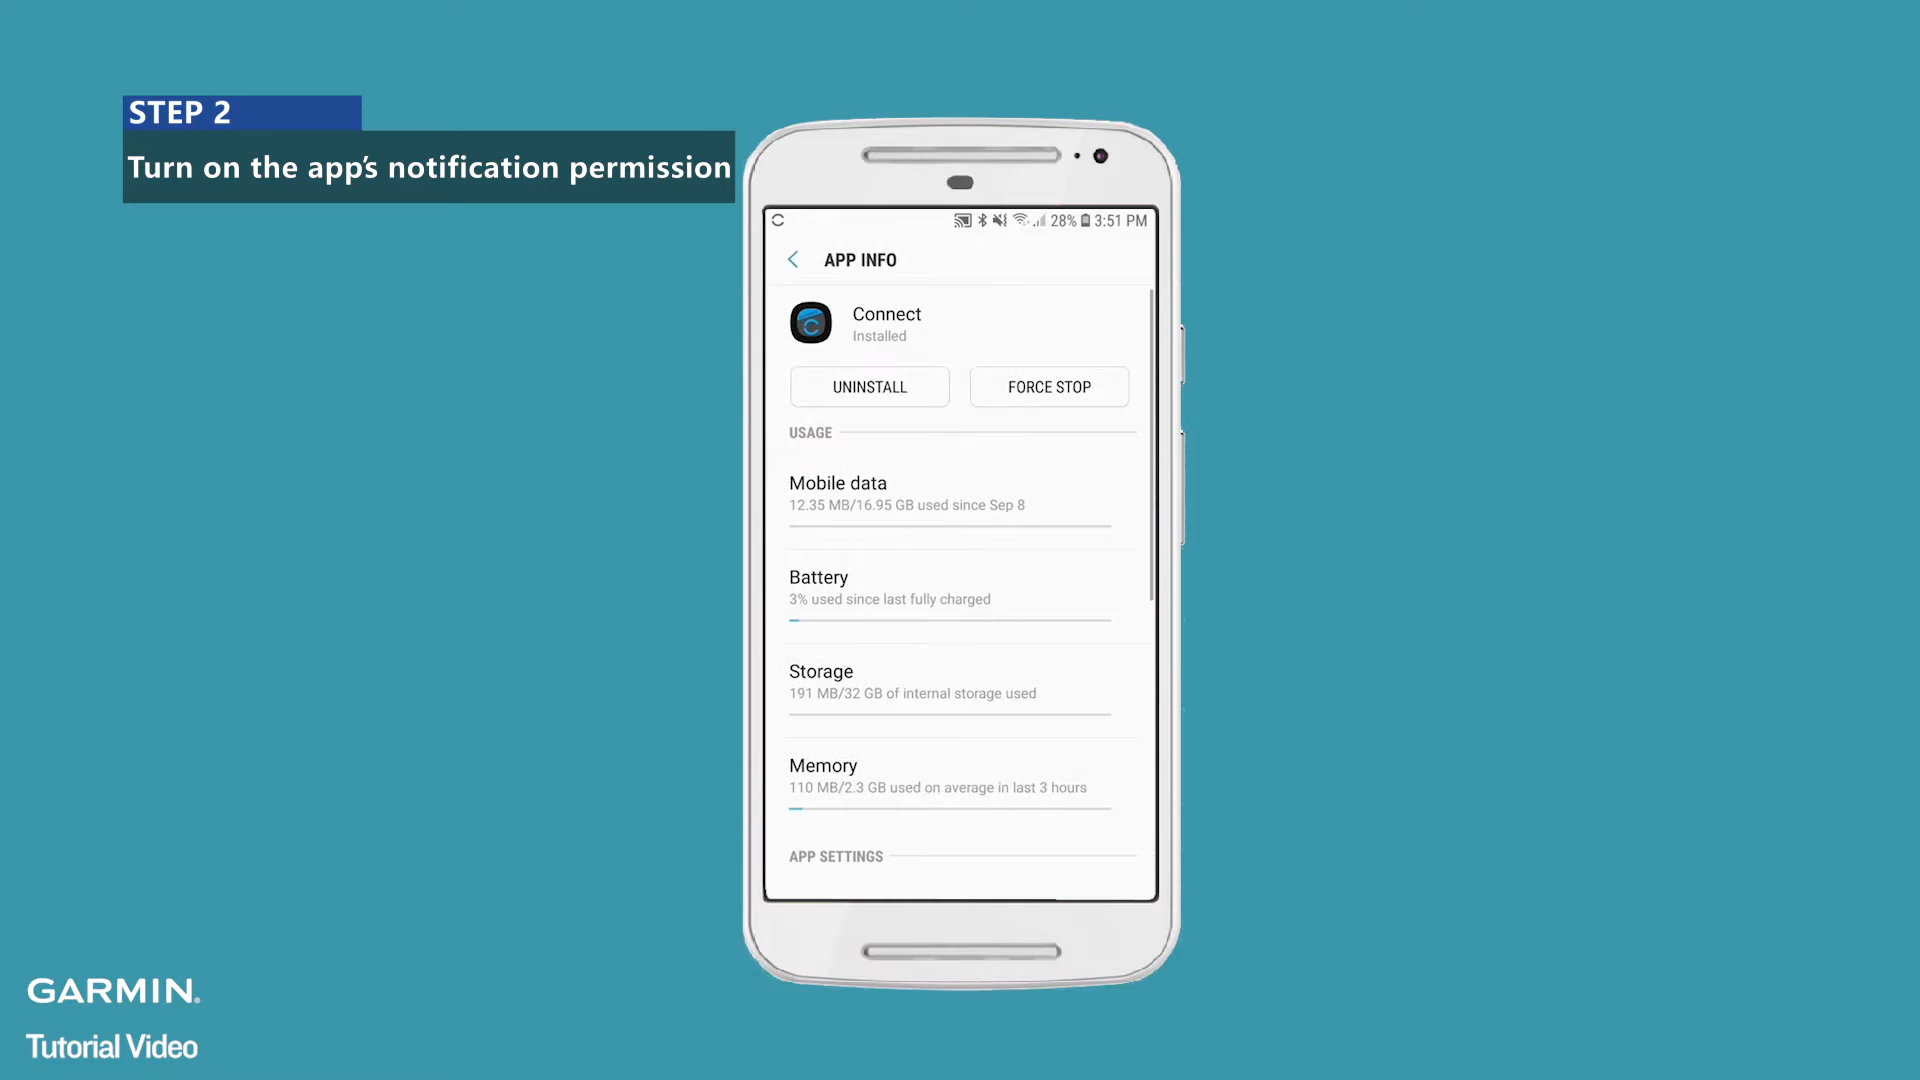 STEP 2
Turn on the app's notification permission
28% 3:51 PM
APP INFO
Connect
Installed
UNINSTALL FORCE STOP
USAGE
Mobile data
12.35 MB/16.95 GB used since Sep 8
Battery
3% used since last fully charged
Storage
191 MB/32 GB of internal storage used
Memory
110 MB/2.3 GB used on average in last 3 hours
APP SETTINGS
GARMIN®
Tutorial Video